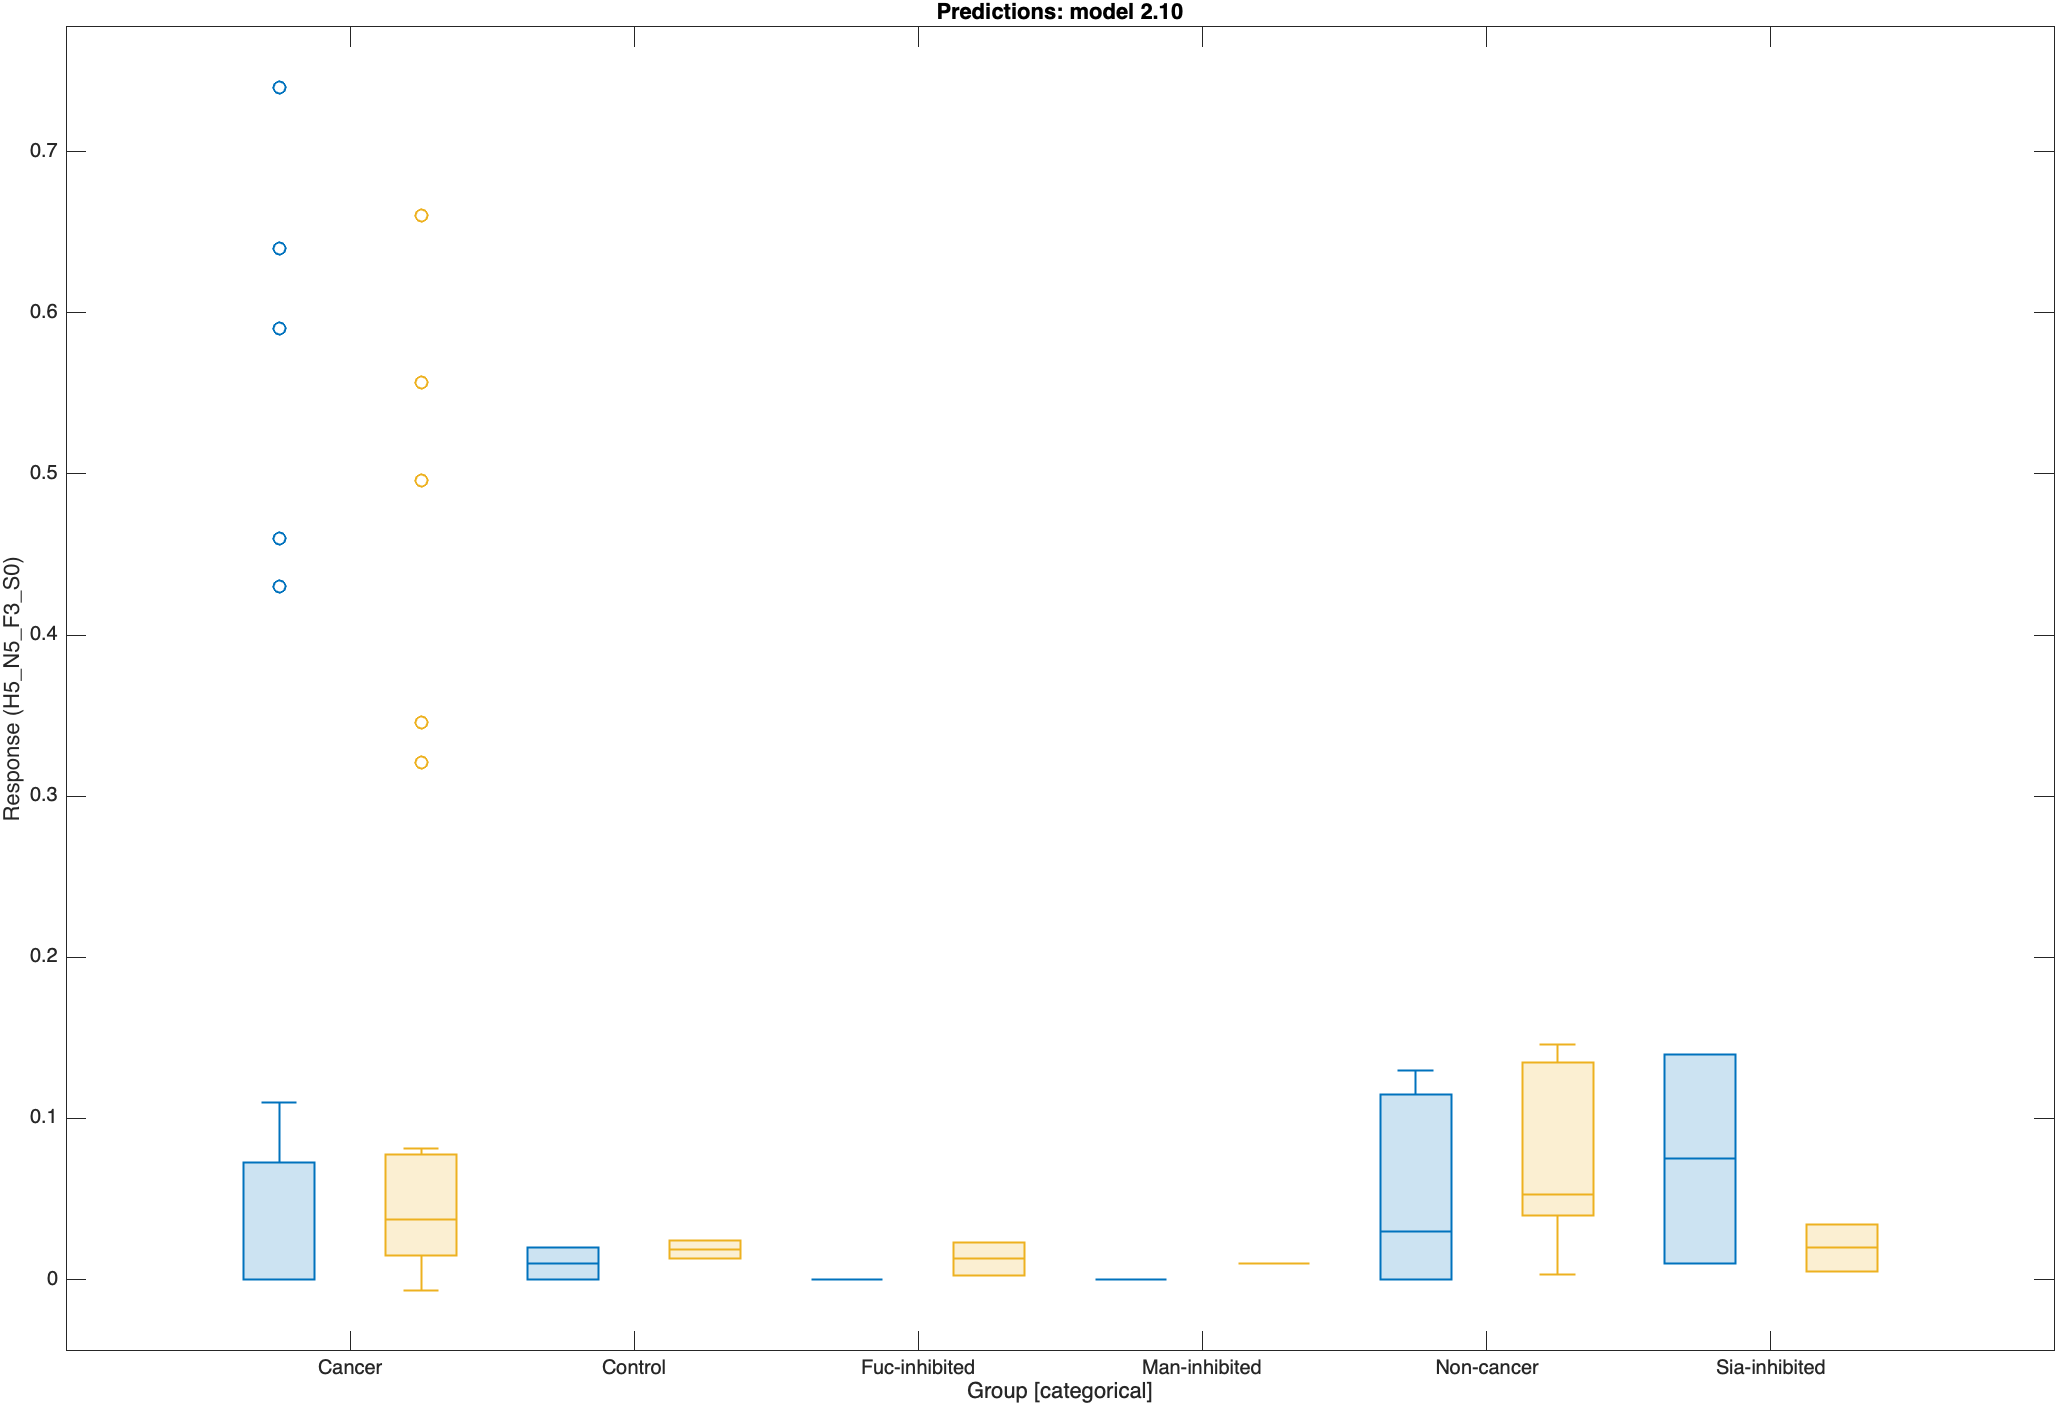 Predictions: model 2.10
Response (H5_N5_F3_S0)
0.7
0.6
0.5
0.4
0.3
0.2
0.1
0
Cancer
Control
Fuc-inhibited
Man-inhibited
Non-cancer
Sia-inhibited
Group [categorical]